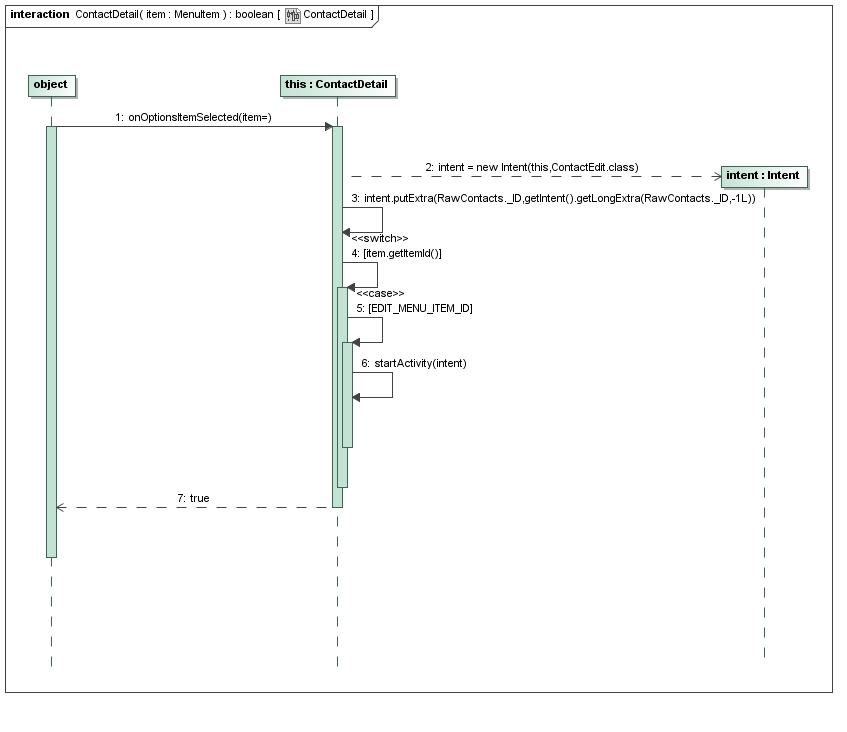 interaction ContactDetail( item : MenuItem ) : boolean [ ContactDetail ]
object
this : ContactDetail
1: onOptionsItemSelected(item=)
2: intent = new Intent(this,ContactEdit.class)
intent : Intent
3: intent.putExtra(RawContacts._ID,getIntent().getLongExtra(RawContacts._ID,-1L))
<<switch>>
4: [item.getItemId()]
<<case>>
5: [EDIT_MENU_ITEM_ID]
6: startActivity(intent)
7: true